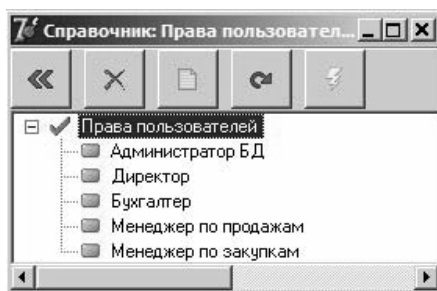 Справочник: Права пользовател...
Права пользователей
Администратор БД
Директор
Бухгалтер
Менеджер по продажам
Менеджер по закупкам